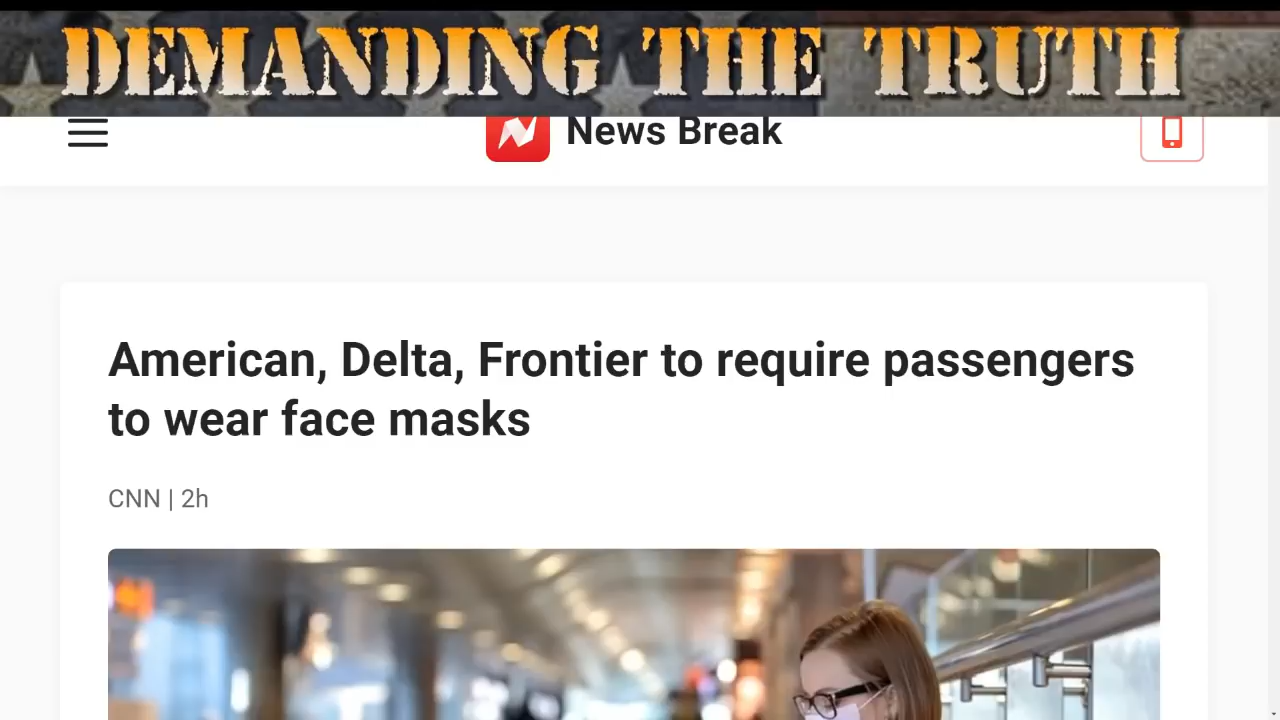 DEMANDING THE TRUTH
News Break
American, Delta, Frontier to require passengers
to wear face masks
CNN | 2h